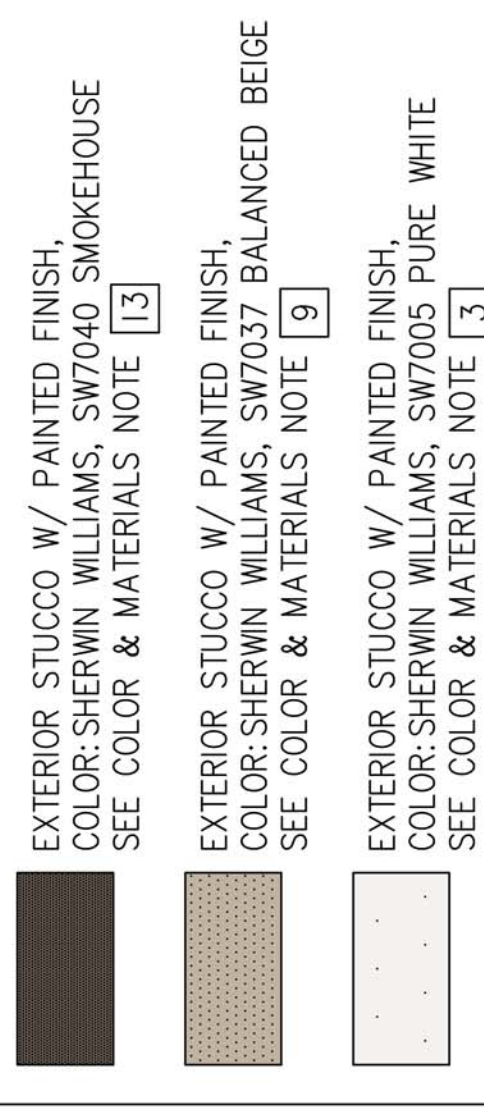 EXTERIOR STUCCO W/ PAINTED FINISH,
COLOR: SHERWIN WILLIAMS, SW7040 SMOKEHOUSE
SEE COLOR & MATERIALS NOTE 13
EXTERIOR STUCCO W/ PAINTED FINISH,
COLOR: SHERWIN WILLIAMS, SW7037 BALANCED BEIGE
SEE COLOR & MATERIALS NOTE 9
EXTERIOR STUCCO W/ PAINTED FINISH,
COLOR: SHERWIN WILLIAMS, SW7005 PURE WHITE
SEE COLOR & MATERIALS NOTE 3